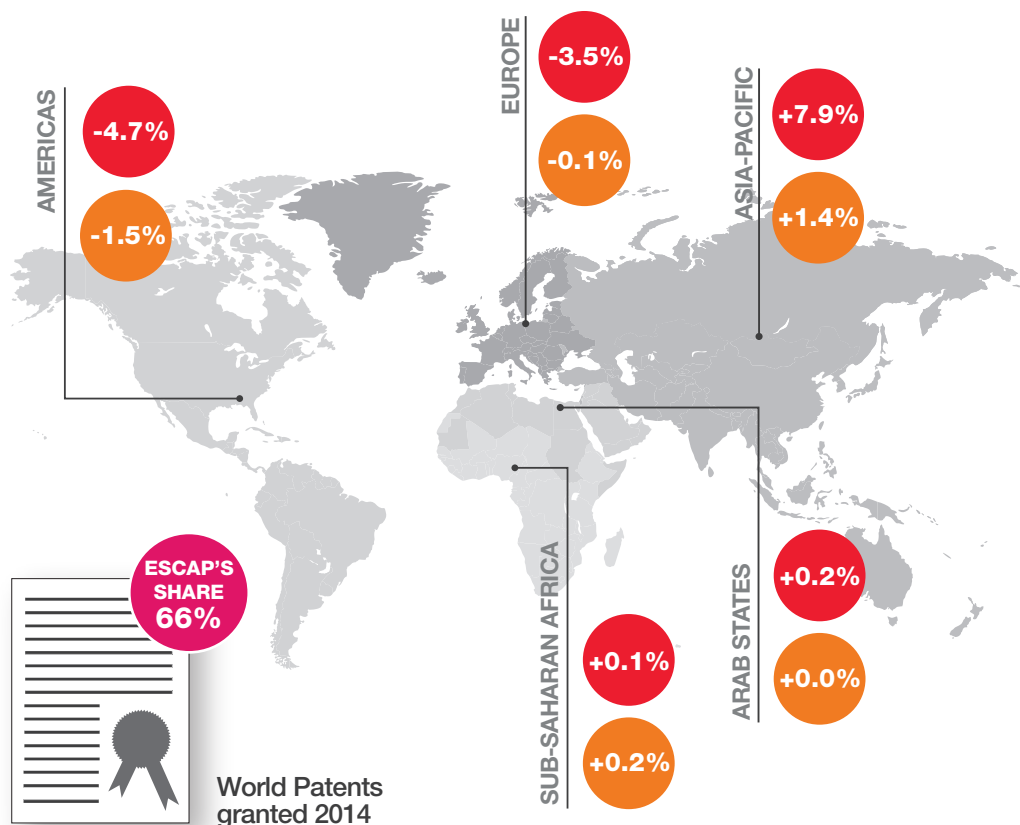 AMERICAS
-4.7%
-1.5%
EUROPE
-3.5%
-0.1%
ASIA-PACIFIC
+7.9%
+1.4%
ESCAP'S
SHARE
66%
World Patents
granted 2014
SUB-SAHARAN AFRICA
+0.1%
+0.2%
ARAB STATES
+0.2%
+0.0%